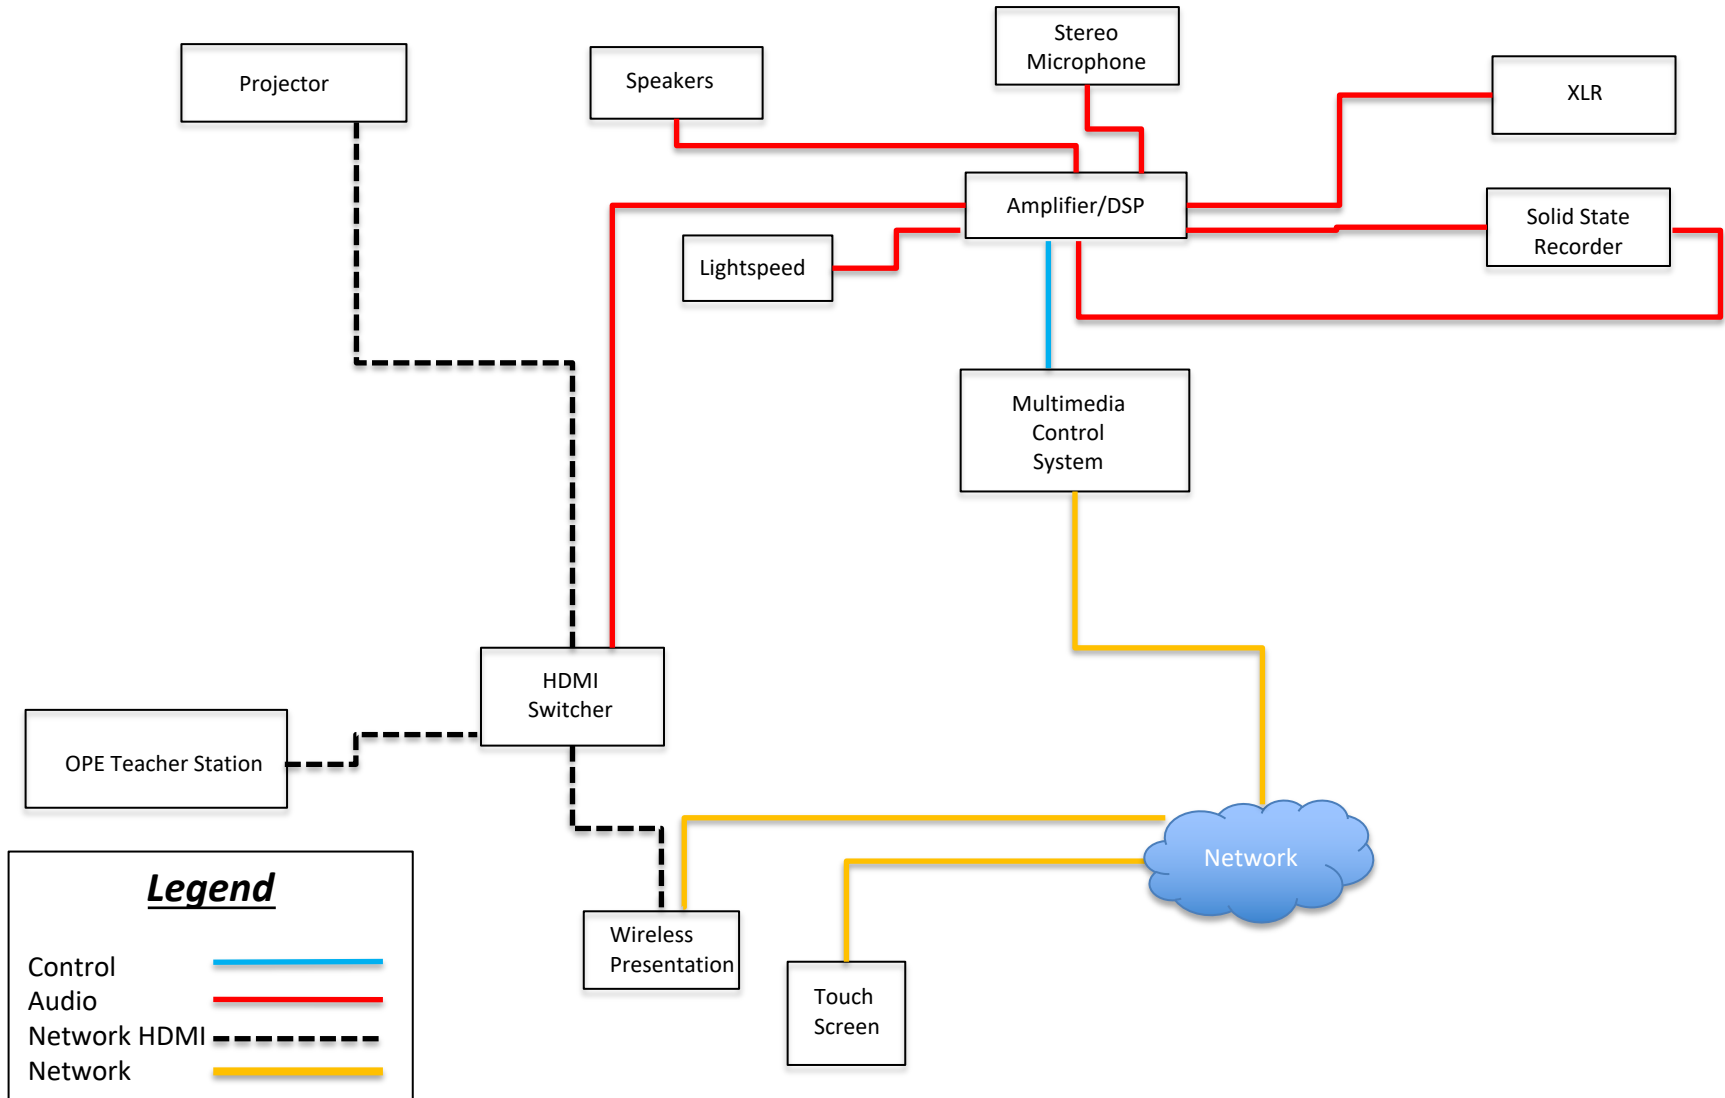 Stereo
Microphone
Projector
Speakers
XLR
Amplifier/DSP
Solid State
Recorder
Lightspeed
Multimedia
Control
System
HDMI
Switcher
OPE Teacher Station
Network
Wireless
Presentation
Touch
Screen
Legend
Control
Audio
Network HDMI
Network